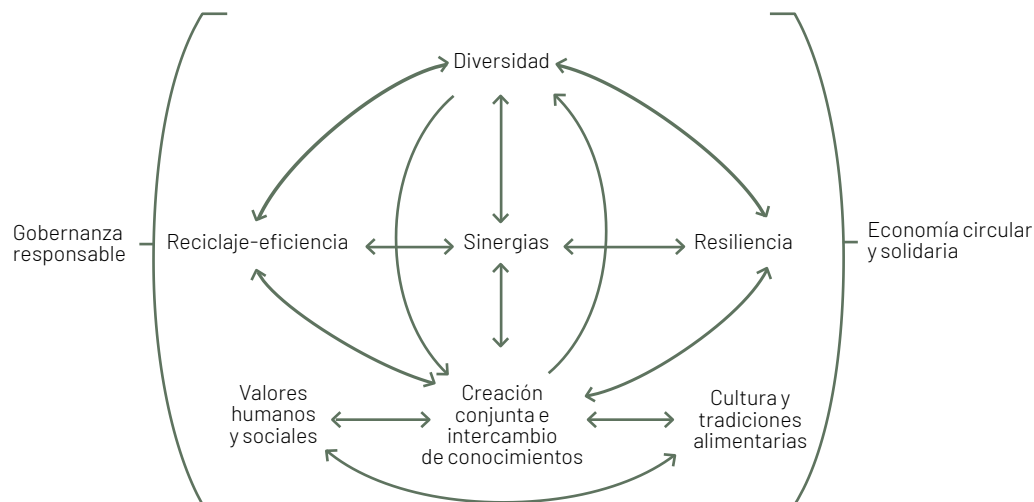 Diversidad
Gobernanza
responsable
Reciclaje-eficiencia
Sinergias
Resiliencia
Economía circular
y solidaria
Valores
humanos
y sociales
Creación
conjunta e
intercambio
de conocimientos
Cultura y
tradiciones
alimentarias